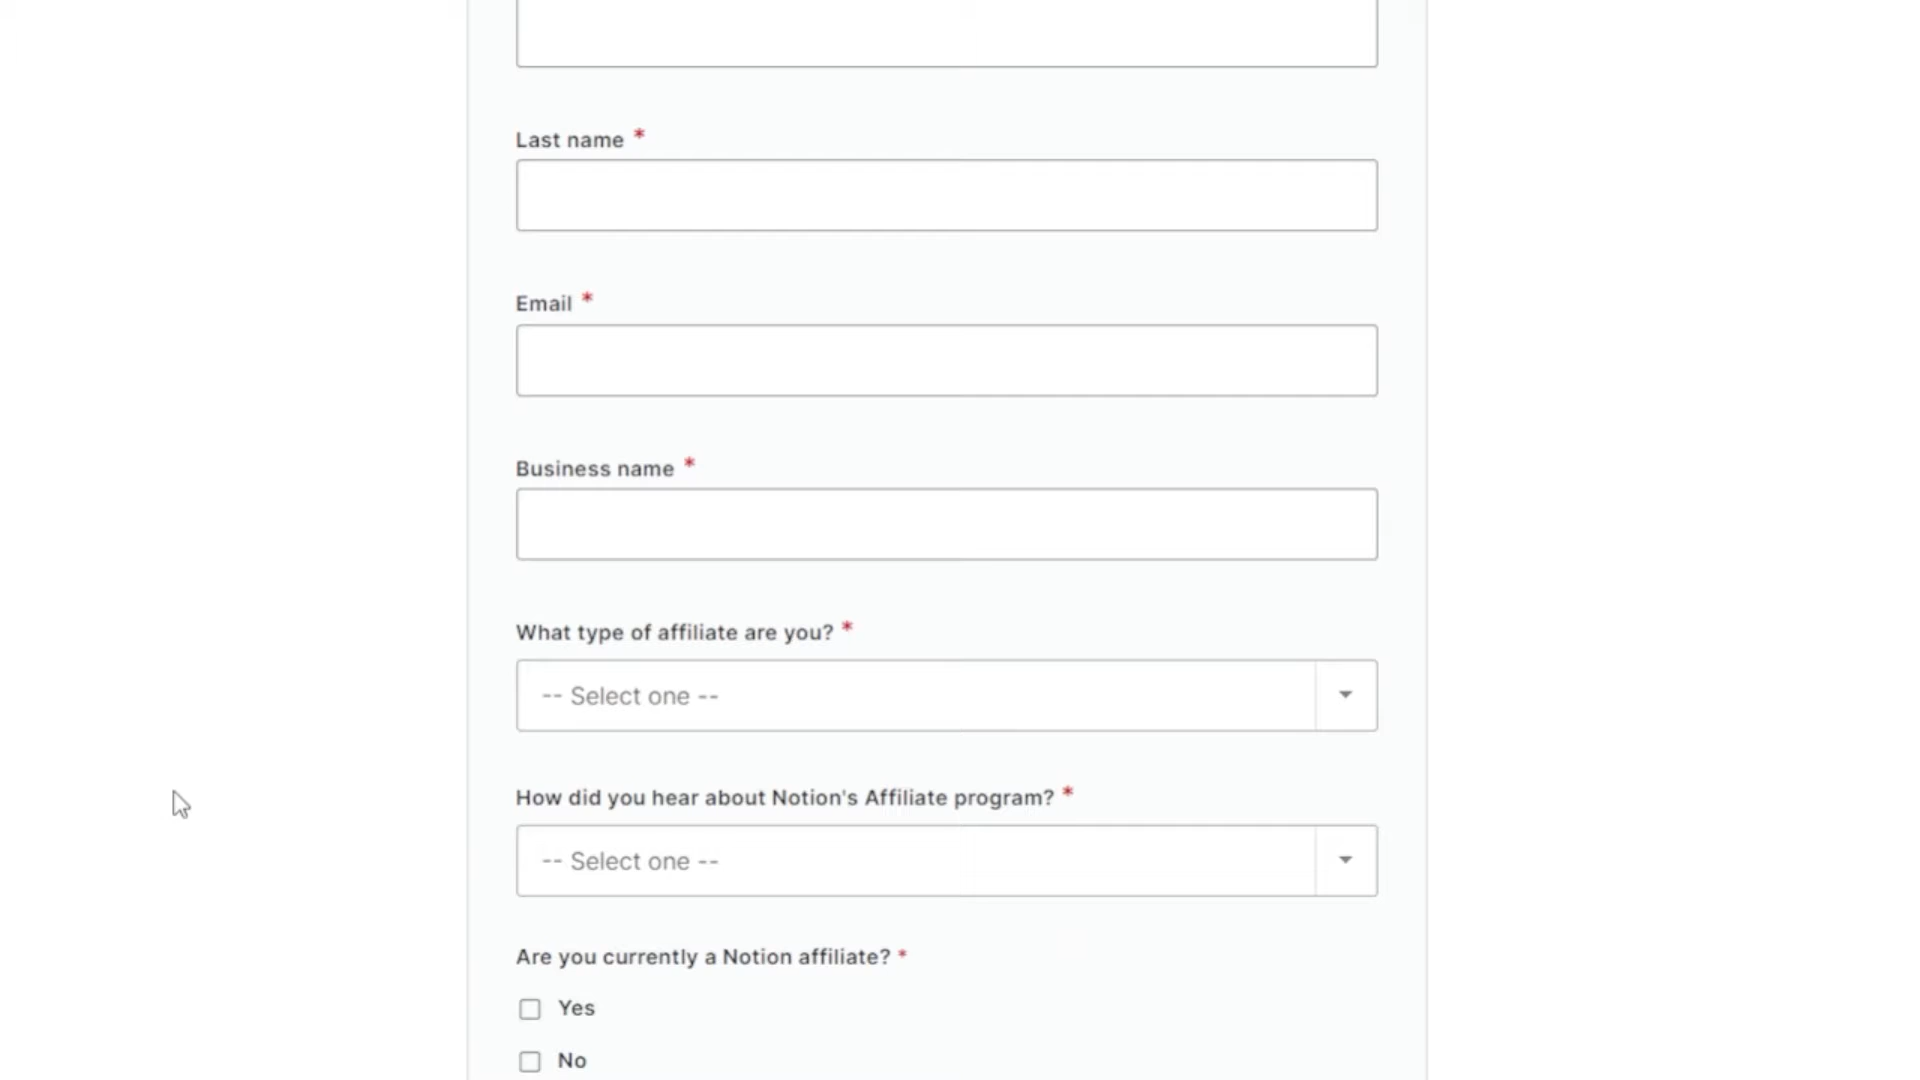 Last name *
Email *
Business name *
What type of affiliate are you? *
-- Select one --
How did you hear about Notion's Affiliate program? *
-- Select one --
Are you currently a Notion affiliate? *
Yes
No